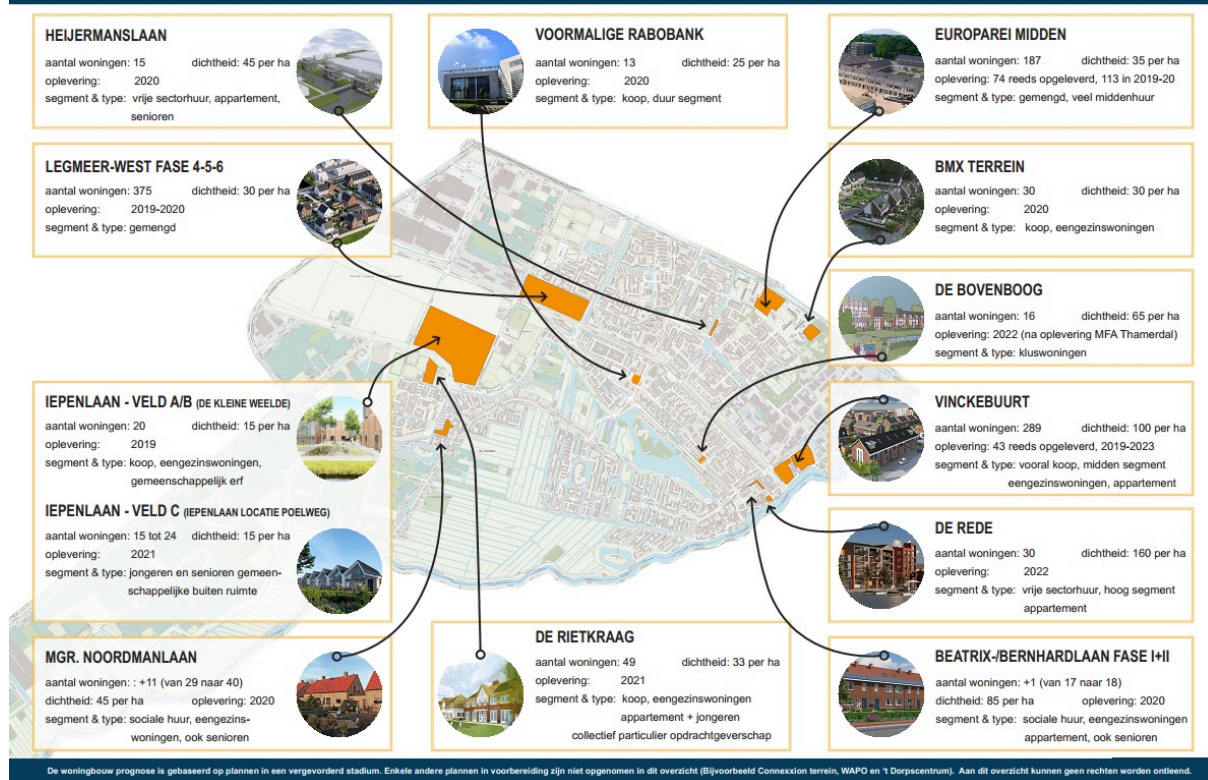 HEIJERMANSLAAN
aantal woningen: 15 dichtheid: 45 per ha
oplevering: 2020
segment & type: vrije sectorhuur, appartement,
senioren
VOORMALIGE RABOBANK
aantal woningen: 13 dichtheid: 25 per ha
oplevering: 2020
segment & type: koop, duur segment
EUROPAREI MIDDEN
aantal woningen: 187 dichtheid: 35 per ha
oplevering: 74 reeds opgeleverd, 113 in 2019-20
segment & type: gemengd, veel middenhuur
LEGMEER-WEST FASE 4-5-6
aantal woningen: 375 dichtheid: 30 per ha
oplevering: 2019-2020
segment & type: gemengd
BMX TERREIN
aantal woningen: 30 dichtheid: 30 per ha
oplevering: 2020
segment & type: koop, eengezinswoningen
DE BOVENBOOG
aantal woningen: 16 dichtheid: 65 per ha
oplevering: 2022 (na oplevering MFA Thamerdal)
segment & type: kluswoningen
IEPENLAAN - VELD A/B (DE KLEINE WEELDE)
aantal woningen: 20 dichtheid: 15 per ha
oplevering: 2019
segment & type: koop, eengezinswoningen,
gemeenschappelijk erf
IEPENLAAN - VELD C (IEPENLAAN LOCATIE POELWEG)
aantal woningen: 15 tot 24 dichtheid: 15 per ha
oplevering: 2021
segment & type: jongeren en senioren gemeen-
schappelijke buiten ruimte
VINCKEBUURT
aantal woningen: 289 dichtheid: 100 per ha
oplevering: 43 reeds opgeleverd, 2019-2023
segment & type: vooral koop, midden segment
eengezinswoningen, appartement
DE REDE
aantal woningen: 30 dichtheid: 160 per ha
oplevering: 2022
segment & type: vrije sectorhuur, hoog segment
appartement
MGR. NOORDMANLAAN
aantal woningen: : +11 (van 29 naar 40)
dichtheid: 45 per ha oplevering: 2020
segment & type: sociale huur, eengezins-
woningen, ook senioren
DE RIETKRAAG
aantal woningen: 49 dichtheid: 33 per ha
oplevering: 2021
segment & type: koop, eengezinswoningen
appartement + jongeren
collectief particulier opdrachtgeverschap
BEATRIX-/BERNHARDLAAN FASE I+II
aantal woningen: +1 (van 17 naar 18)
dichtheid: 85 per ha oplevering: 2020
segment & type: sociale huur, eengezinswoningen
appartement, ook senioren
De woningbouw prognose is gebaseerd op plannen in een vergevorderd stadium. Enkele andere plannen in voorbereiding zijn niet opgenomen in dit overzicht (Bijvoorbeeld Connexxion terrein, WAPO en 't Dorpscentrum). Aan dit overzicht kunnen geen rechten worden ontleend.